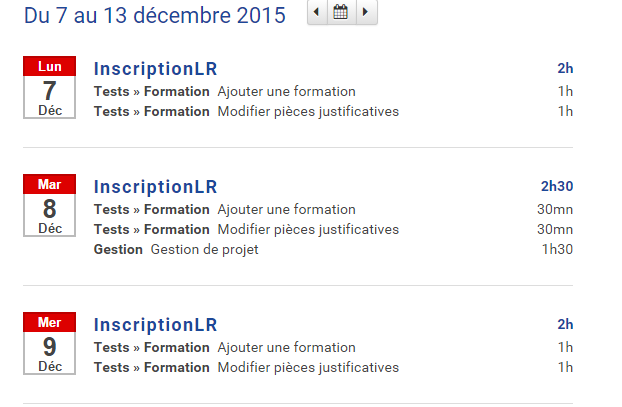 Du 7 au 13 décembre 2015
Lun
7
Déc
InscriptionLR 2h
Tests » Formation Ajouter une formation 1h
Tests » Formation Modifier pièces justificatives 1h
Mar
8
Déc
InscriptionLR 2h30
Tests » Formation Ajouter une formation 30mn
Tests » Formation Modifier pièces justificatives 30mn
Gestion Gestion de projet 1h30
Mer
9
Déc
InscriptionLR 2h
Tests » Formation Ajouter une formation 1h
Tests » Formation Modifier pièces justificatives 1h